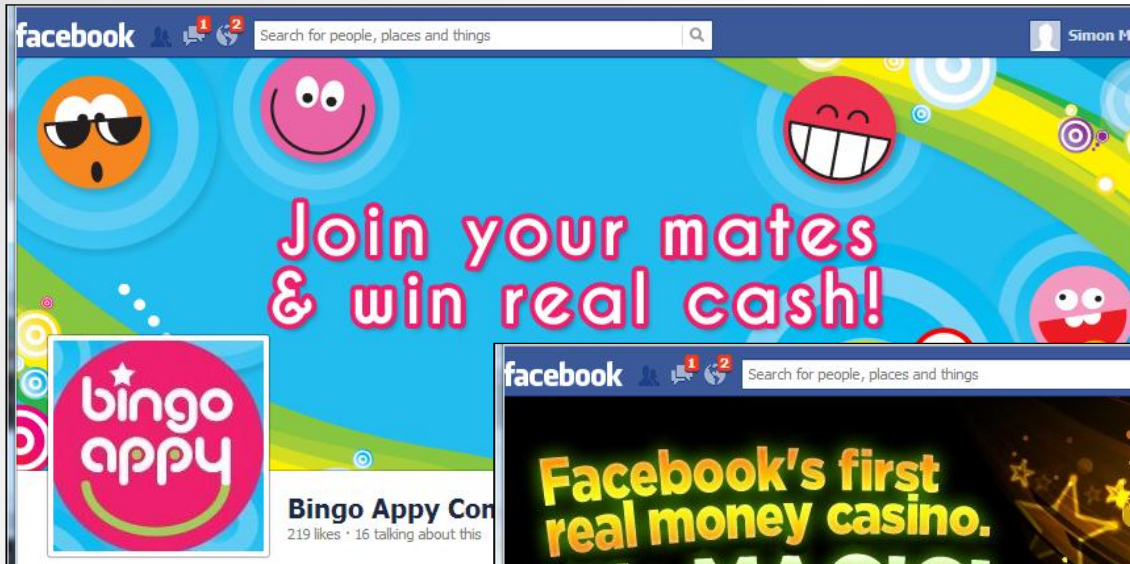 facebook 1 2 Search for people, places and things Simon M
Join your mates
& win real cash!
bingo
appy
Bingo Appy Con
219 likes · 16 talking about this
facebook 1 2 Search for people, places and things
Facebook's first
real money casino.